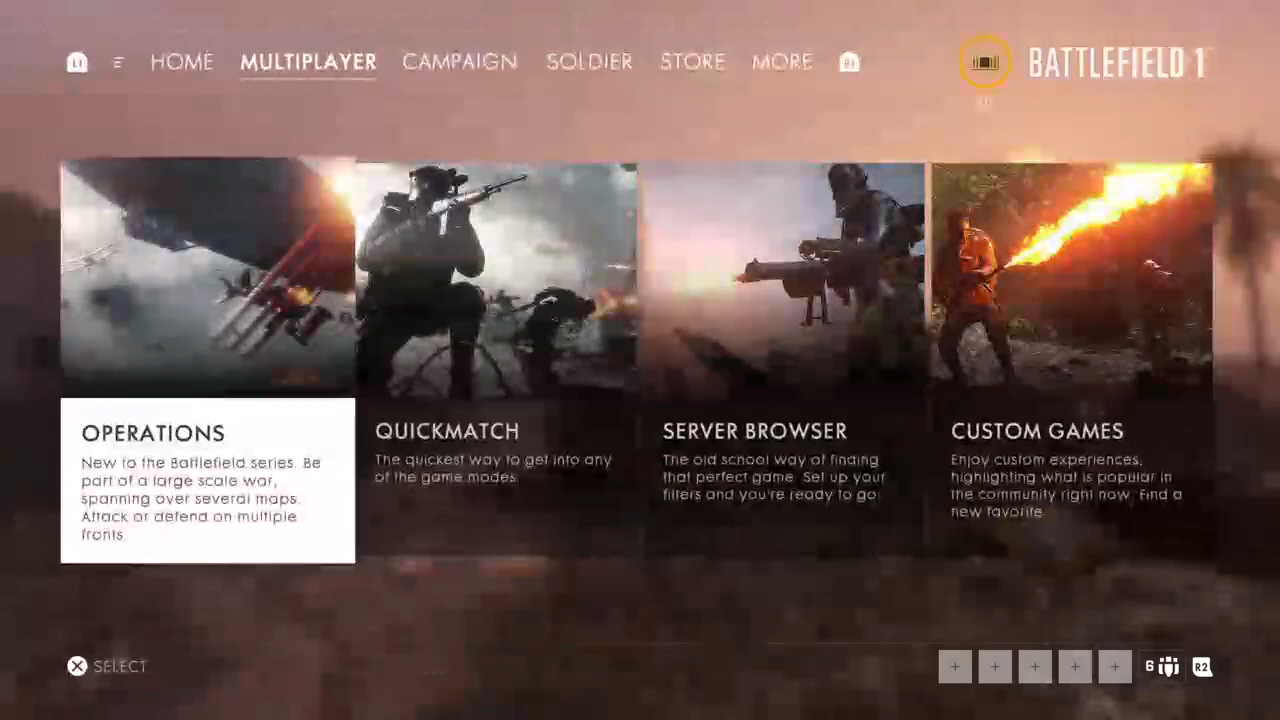 L1 HOME MULTIPLAYER CAMPAIGN SOLDIER STORE MORE R1
BATTLEFIELD 1
OPERATIONS
New to the Battlefield series. Be
part of a large scale war,
spanning over several maps.
Attack or defend on multiple
fronts.
QUICKMATCH
The quickest way to get into any
of the game modes.
SERVER BROWSER
The old school way of finding
that perfect game. Set up your
filters and you're ready to go!
CUSTOM GAMES
Enjoy custom experiences,
highlighting what is popular in
the community right now. Find a
new favorite.
SELECT
+ + + + + 6 R2